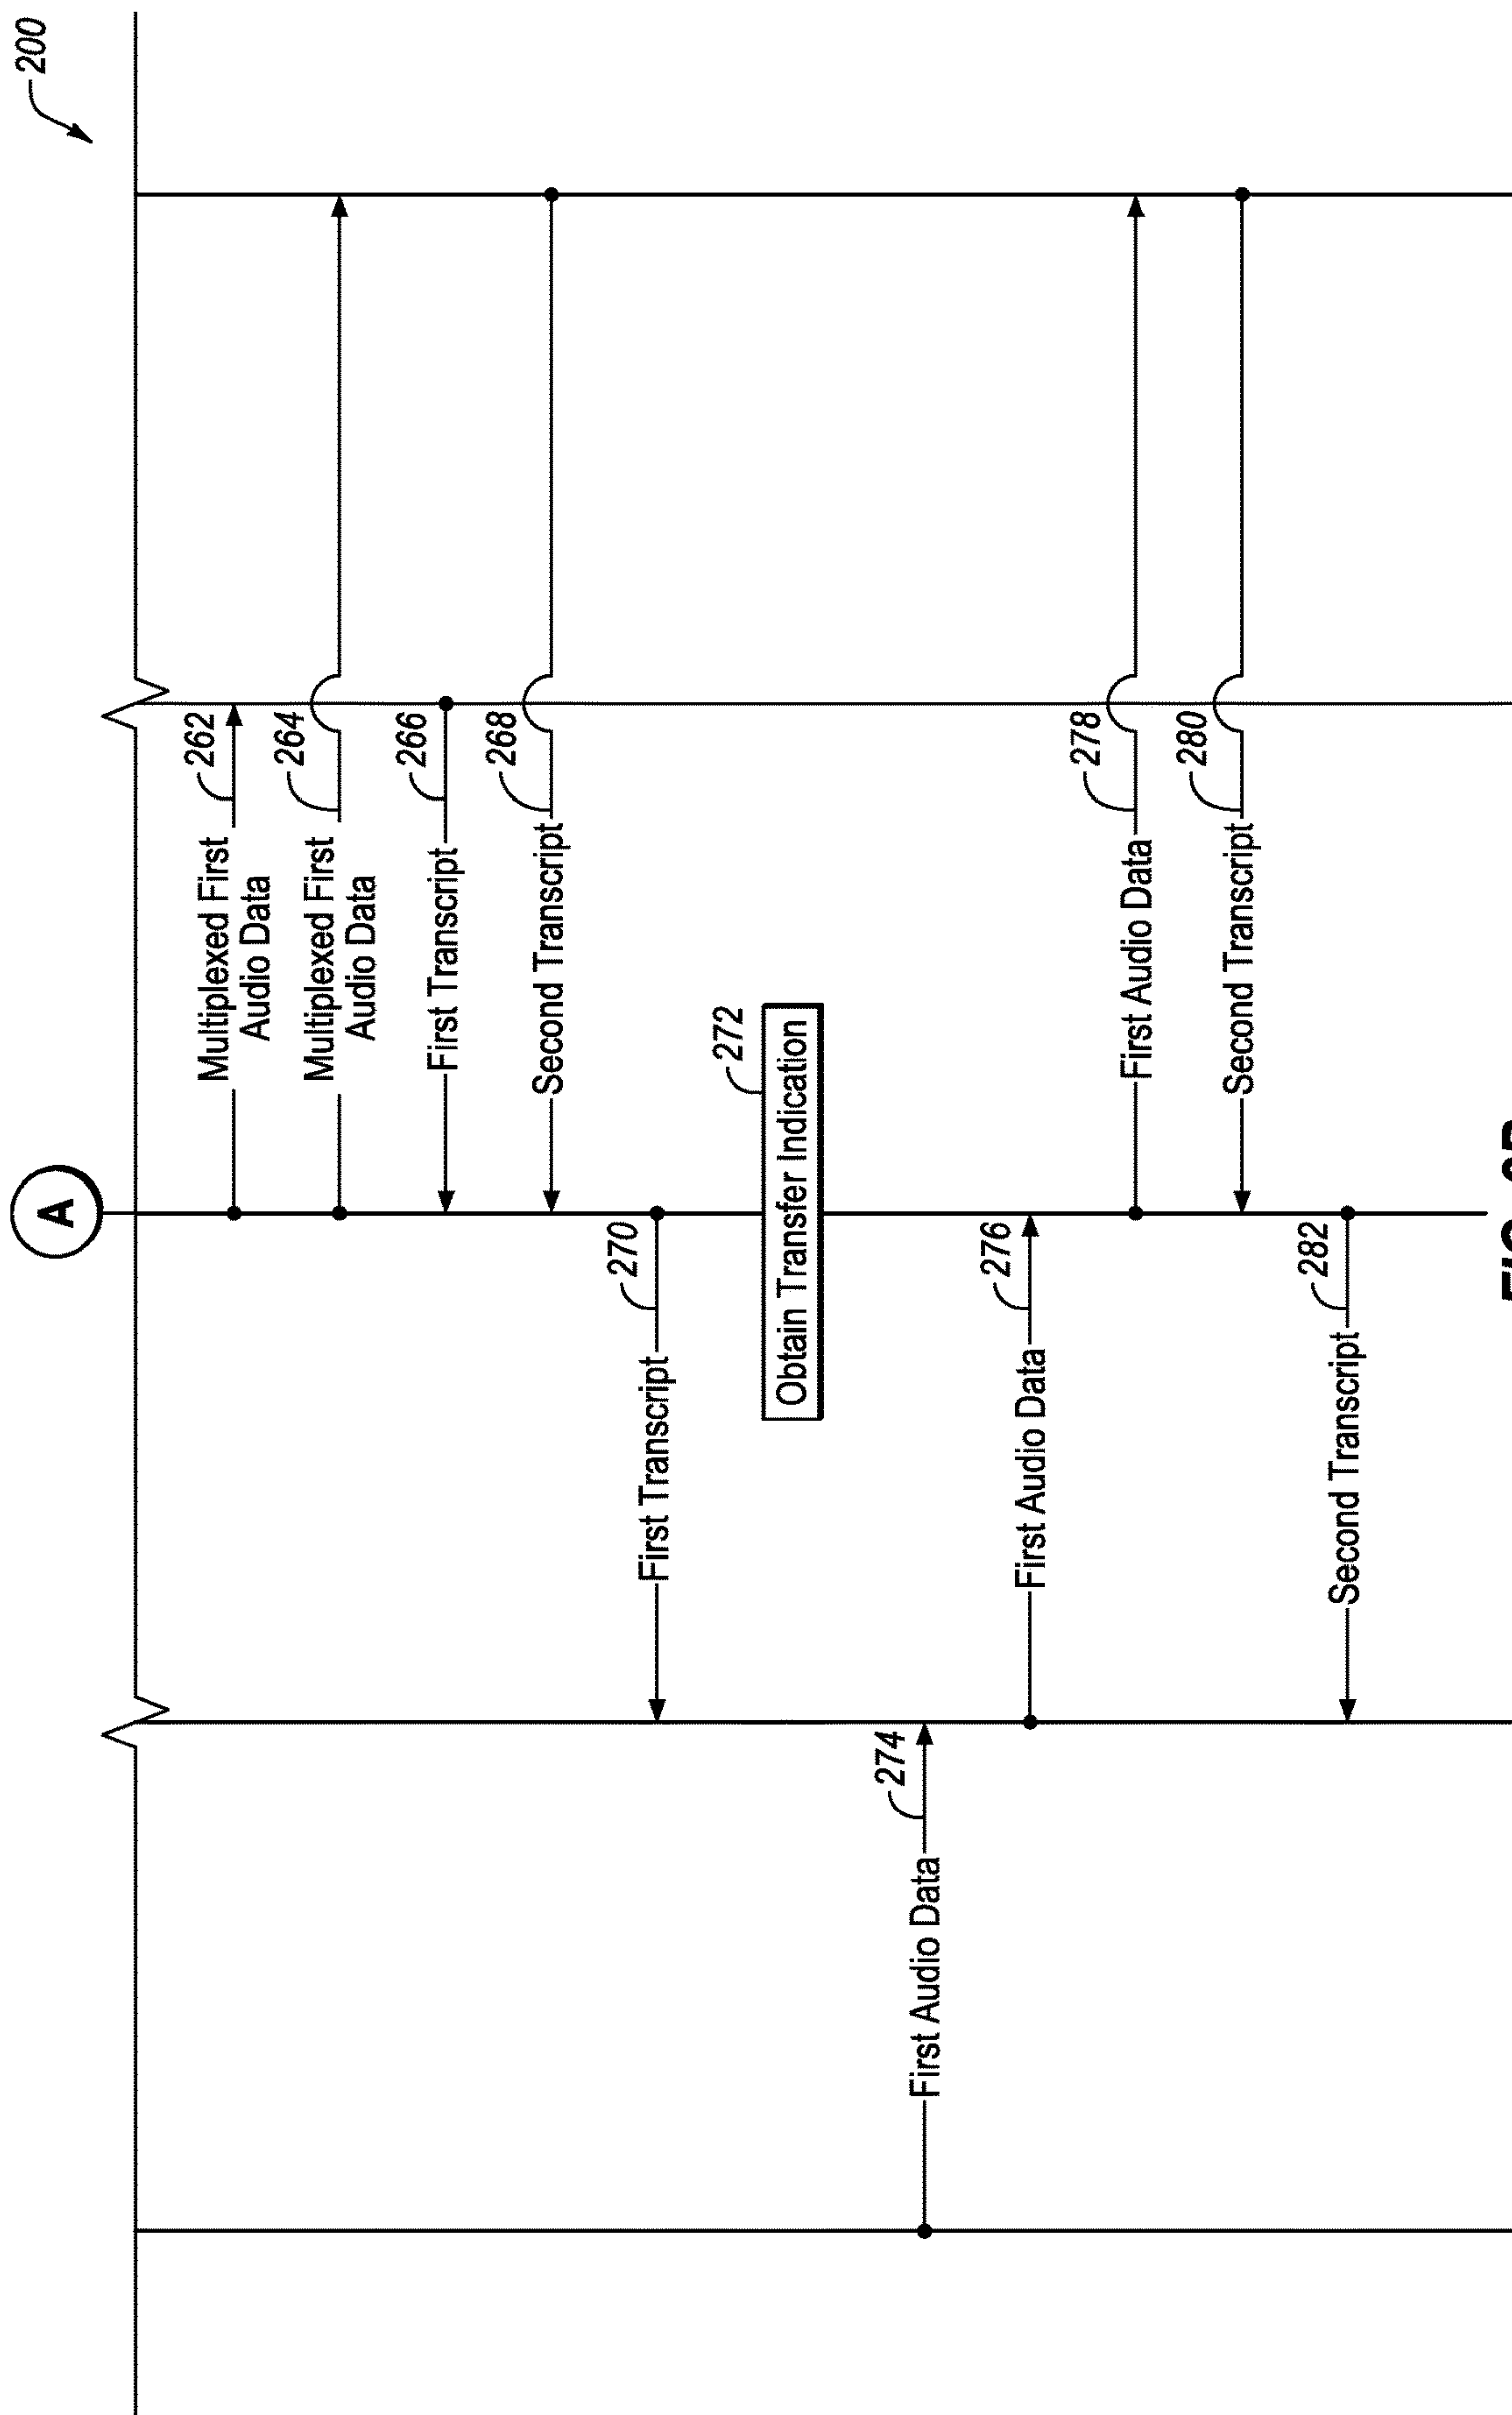 200
A
262
Multiplexed First
Audio Data
264
Multiplexed First
Audio Data
266
First Transcript
268
Second Transcript
270
First Transcript
272
Obtain Transfer Indication
274
First Audio Data
276
First Audio Data
278
First Audio Data
280
Second Transcript
282
Second Transcript